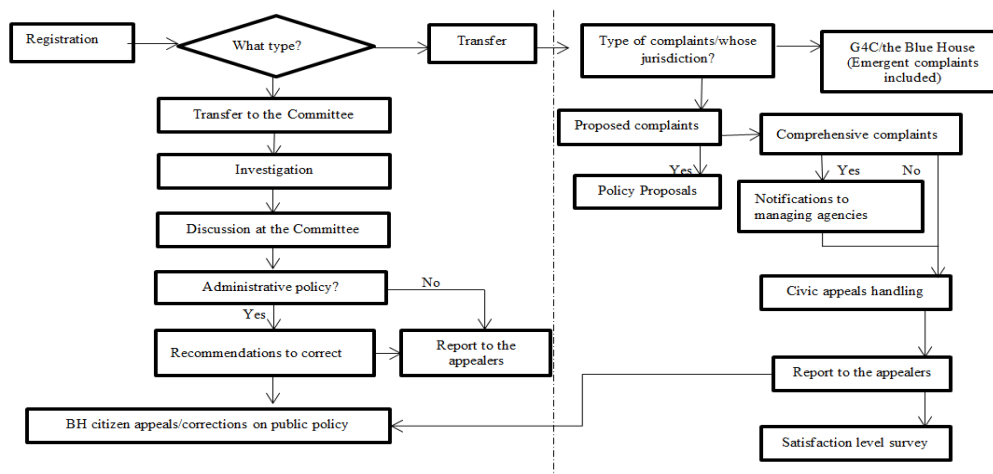 Registration
What type?
Transfer
Type of complaints/whose
jurisdiction?
G4C/the Blue House
(Emergent complaints
included)
Transfer to the Committee
Investigation
Discussion at the Committee
Administrative policy?
No
Yes
Recommendations to correct
Report to the
appealers
BH citizen appeals/corrections on public policy
Proposed complaints
Comprehensive complaints
Yes
Policy Proposals
Yes
No
Notifications to
managing agencies
Civic appeals handling
Report to the appealers
Satisfaction level survey